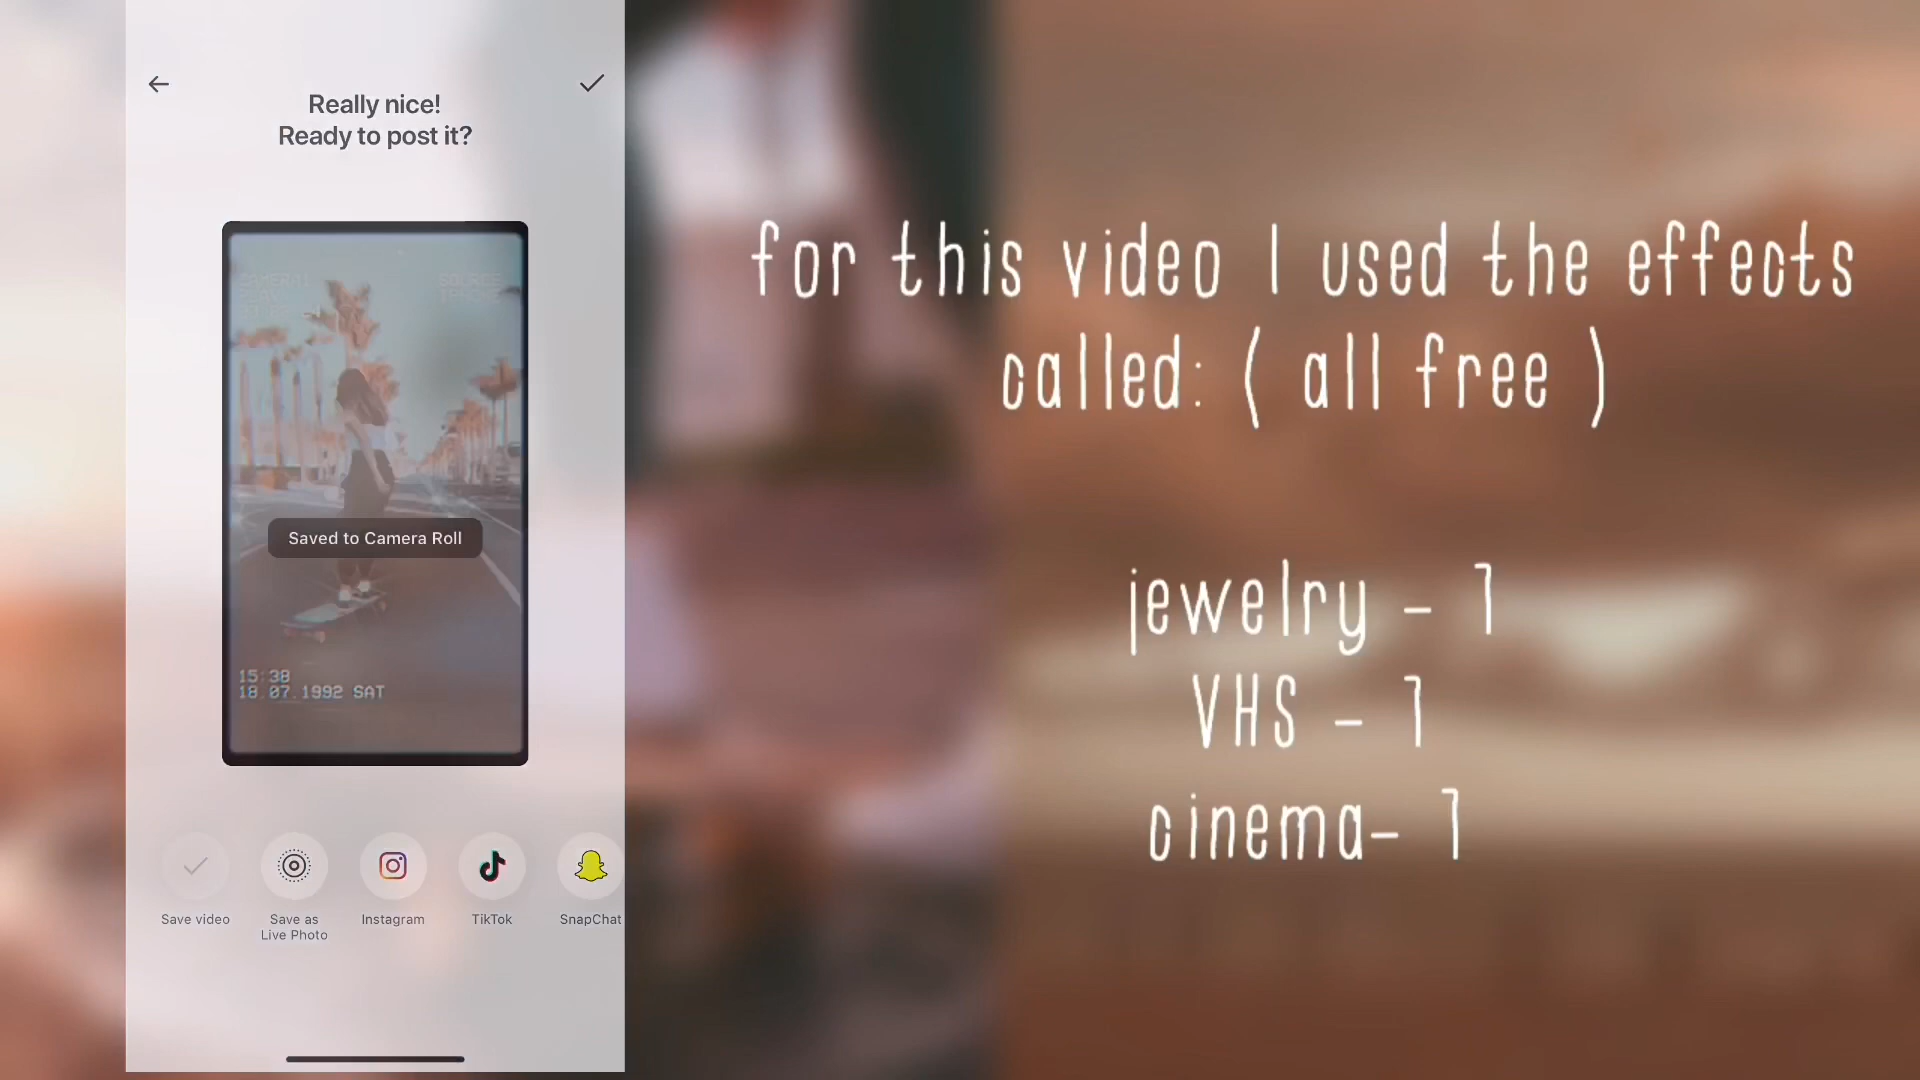 Really nice!
Ready to post it?
Saved to Camera Roll
15:38
18.07.1992 SAT
Save video
Save as
Live Photo
Instagram
TikTok
SnapChat
for this video I used the effects
called: ( all free )
jewelry - 1
VHS - 1
cinema- 1